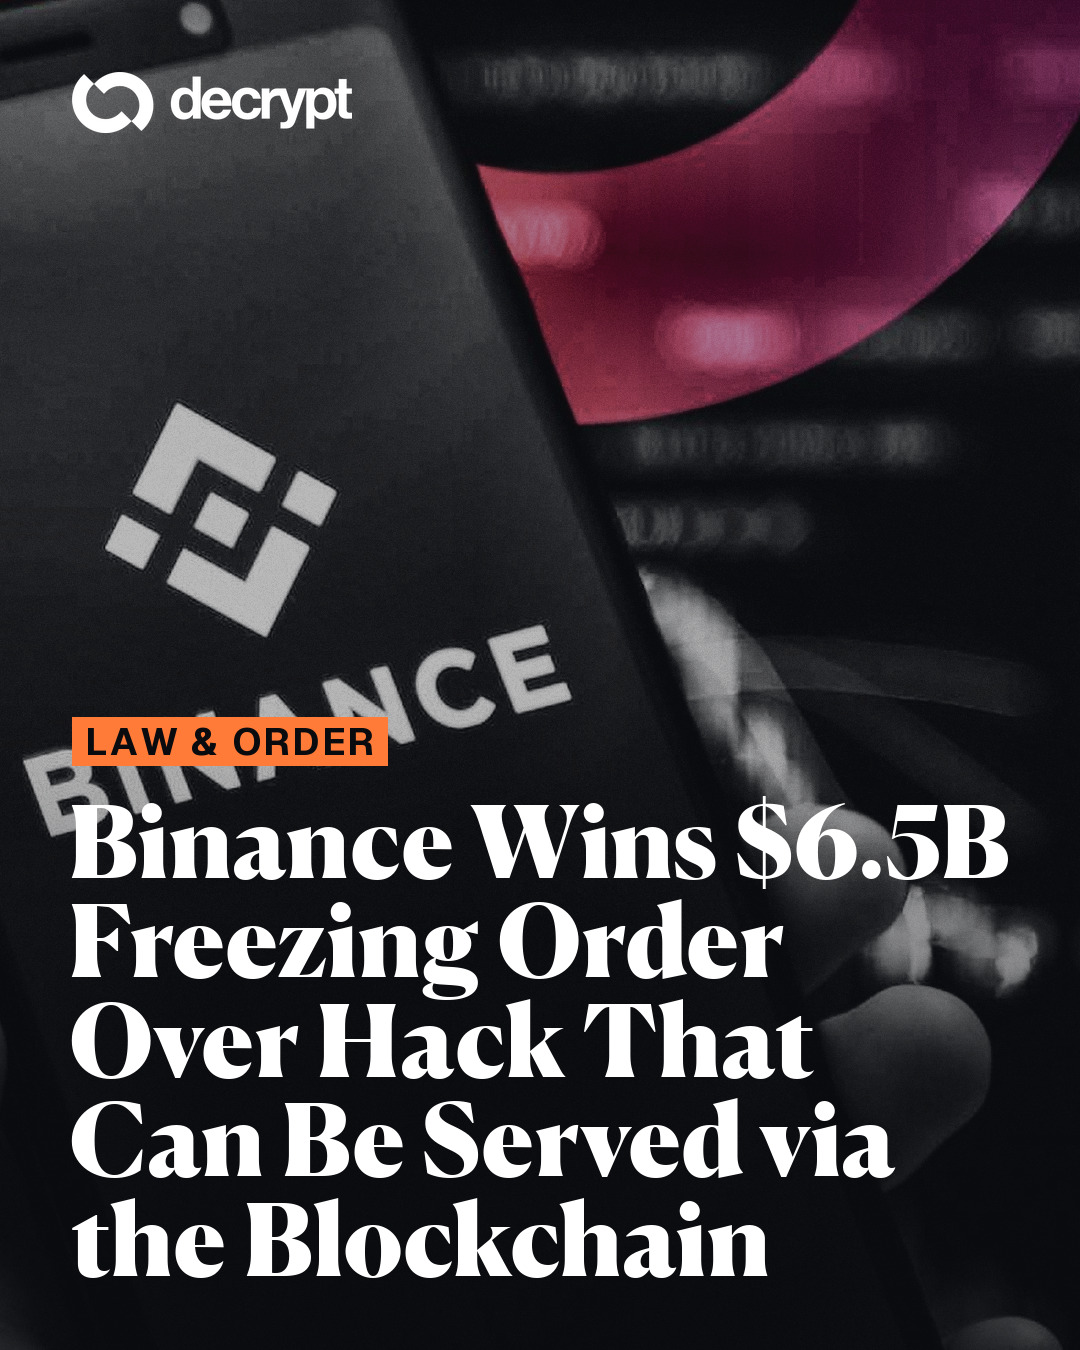 decrypt
BINANCE
LAW & ORDER
Binance Wins $6.5B
Freezing Order
Over Hack That
Can Be Served via
the Blockchain